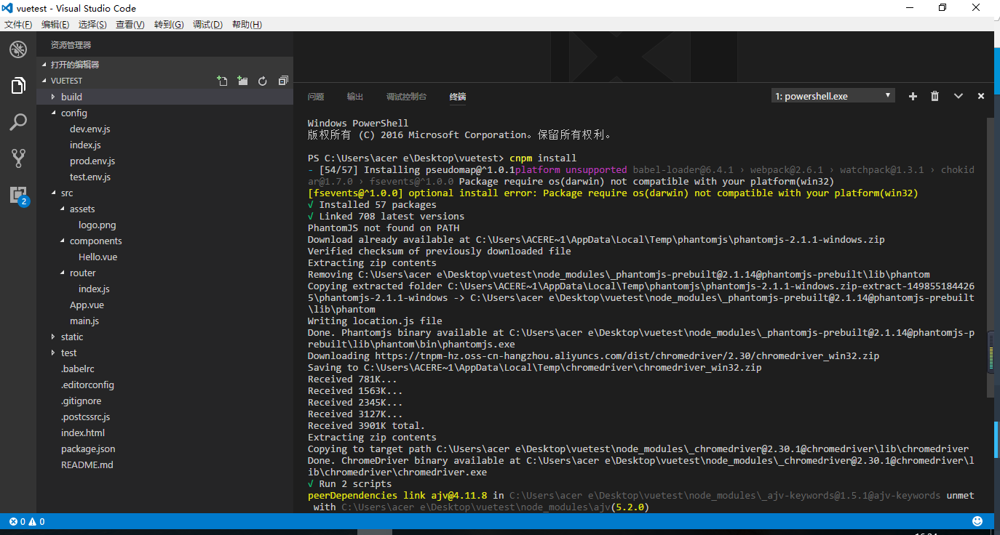 vuetest - Visual Studio Code
文件(F) 编辑(E) 选择(S) 查看(V) 转到(G) 调试(D) 帮助(H)
资源管理器
打开的编辑器
VUETEST
build
config
dev.env.js
index.js
prod.env.js
test.env.js
src
assets
logo.png
components
Hello.vue
router
index.js
App.vue
main.js
static
test
.babelrc
.editorconfig
.gitignore
.postcssrc.js
index.html
package.json
README.md
2
问题 输出 调试控制台 终端
1: powershell.exe
Windows PowerShell
版权所有 (C) 2016 Microsoft Corporation。保留所有权利。
PS C:\Users\acer e\Desktop\vuetest> cnpm install
- [54/57] Installing pseudomap@^1.0.1platform unsupported babel-loader@6.4.1 › webpack@2.6.1 › watchpack@1.3.1 › chokid
ar@1.7.0 › fsevents@^1.0.0 Package require os(darwin) not compatible with your platform(win32)
[fsevents@^1.0.0] optional install error: Package require os(darwin) not compatible with your platform(win32)
√ Installed 57 packages
√ Linked 708 latest versions
PhantomJS not found on PATH
Download already available at C:\Users\ACERE~1\AppData\Local\Temp\phantomjs\phantomjs-2.1.1-windows.zip
Verified checksum of previously downloaded file
Extracting zip contents
Removing C:\Users\acer e\Desktop\vuetest\node_modules\_phantomjs-prebuilt@2.1.14@phantomjs-prebuilt\lib\phantom
Copying extracted folder C:\Users\ACERE~1\AppData\Local\Temp\phantomjs\phantomjs-2.1.1-windows.zip-extract-149855184426
5\phantomjs-2.1.1-windows -> C:\Users\acer e\Desktop\vuetest\node_modules\_phantomjs-prebuilt@2.1.14@phantomjs-prebuilt
\lib\phantom
Writing location.js file
Done. Phantomjs binary available at C:\Users\acer e\Desktop\vuetest\node_modules\_phantomjs-prebuilt@2.1.14@phantomjs-p
rebuilt\lib\phantom\bin\phantomjs.exe
Downloading https://tnpm-hz.oss-cn-hangzhou.aliyuncs.com/dist/chromedriver/2.30/chromedriver_win32.zip
Saving to C:\Users\ACERE~1\AppData\Local\Temp\chromedriver\chromedriver_win32.zip
Received 781K...
Received 1563K...
Received 2345K...
Received 3127K...
Received 3901K total.
Extracting zip contents
Copying to target path C:\Users\acer e\Desktop\vuetest\node_modules\_chromedriver@2.30.1@chromedriver\lib\chromedriver
Done. ChromeDriver binary available at C:\Users\acer e\Desktop\vuetest\node_modules\_chromedriver@2.30.1@chromedriver\l
ib\chromedriver\chromedriver.exe
√ Run 2 scripts
peerDependencies link ajv@4.11.8 in C:\Users\acer e\Desktop\vuetest\node_modules\_ajv-keywords@1.5.1@ajv-keywords unmet
with C:\Users\acer e\Desktop\vuetest\node_modules\ajv(5.2.0)
0 0